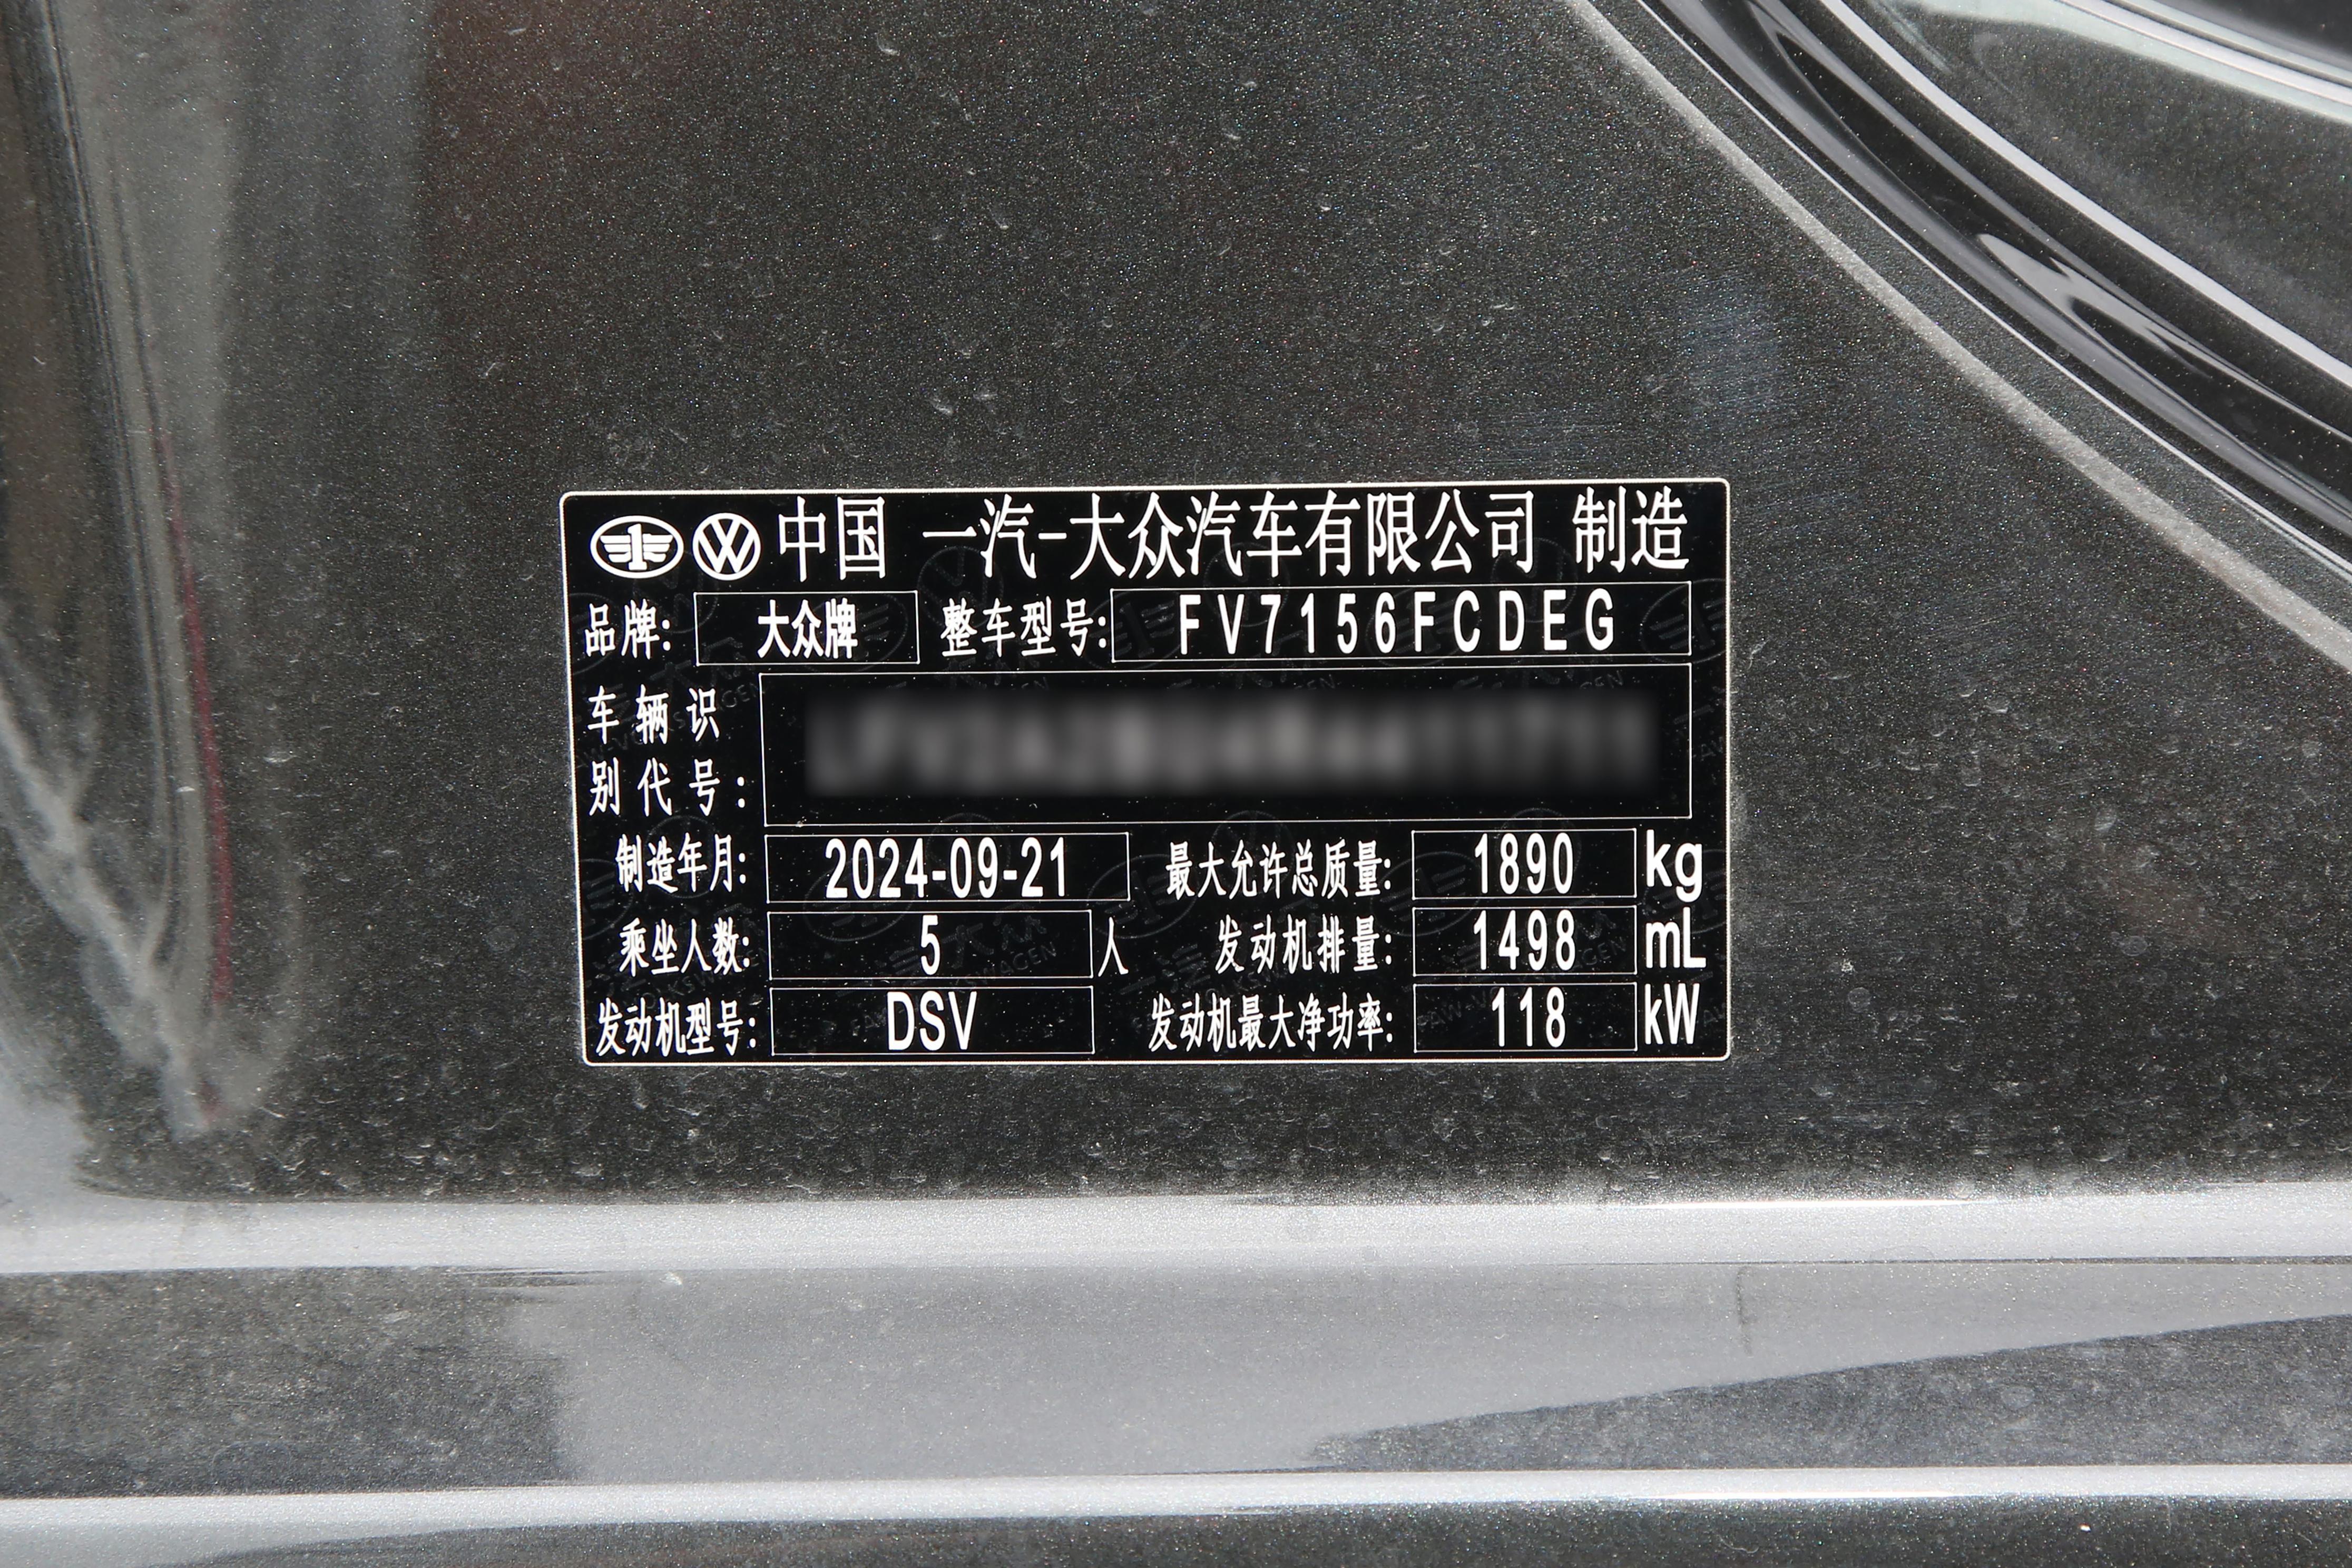 中国 一汽-大众汽车有限公司 制造
品牌: 大众牌 整车型号: FV7156FCDEG
车辆识
别代号:
制造年月: 2024-09-21 最大允许总质量: 1890 kg
乘坐人数: 5 人 发动机排量: 1498 mL
发动机型号: DSV 发动机最大净功率: 118 kW